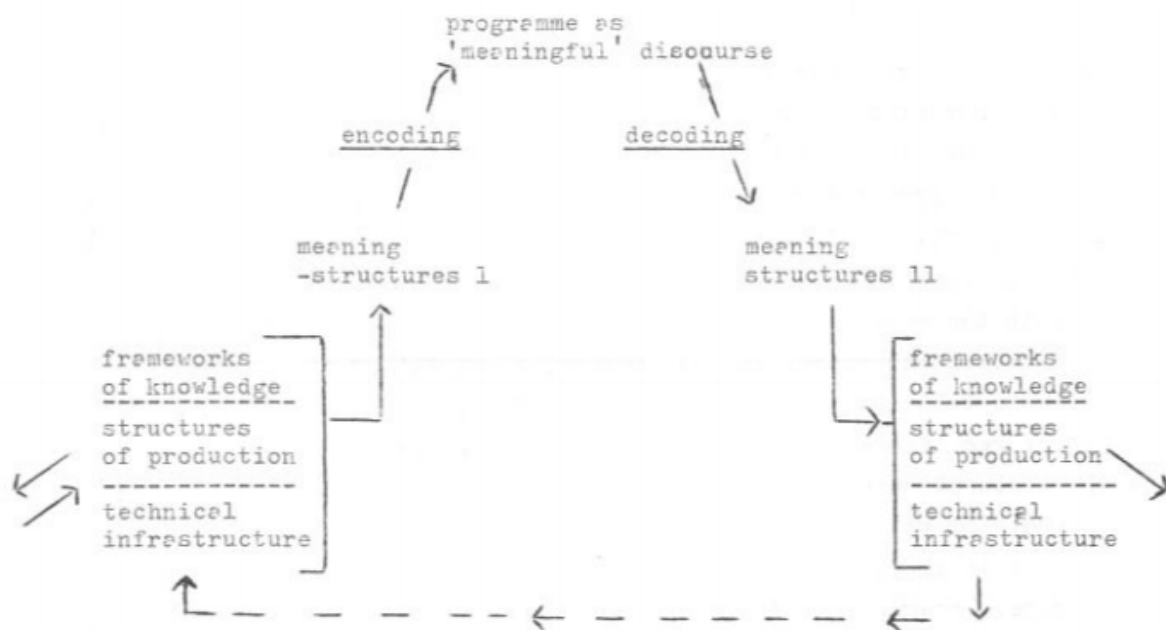 programme as
'meaningful' discourse
encoding
decoding
meaning
-structures 1
meaning
structures 11
frameworks
of knowledge
structures
of production
technical
infrastructure
frameworks
of knowledge
structures
of production
technical
infrastructure